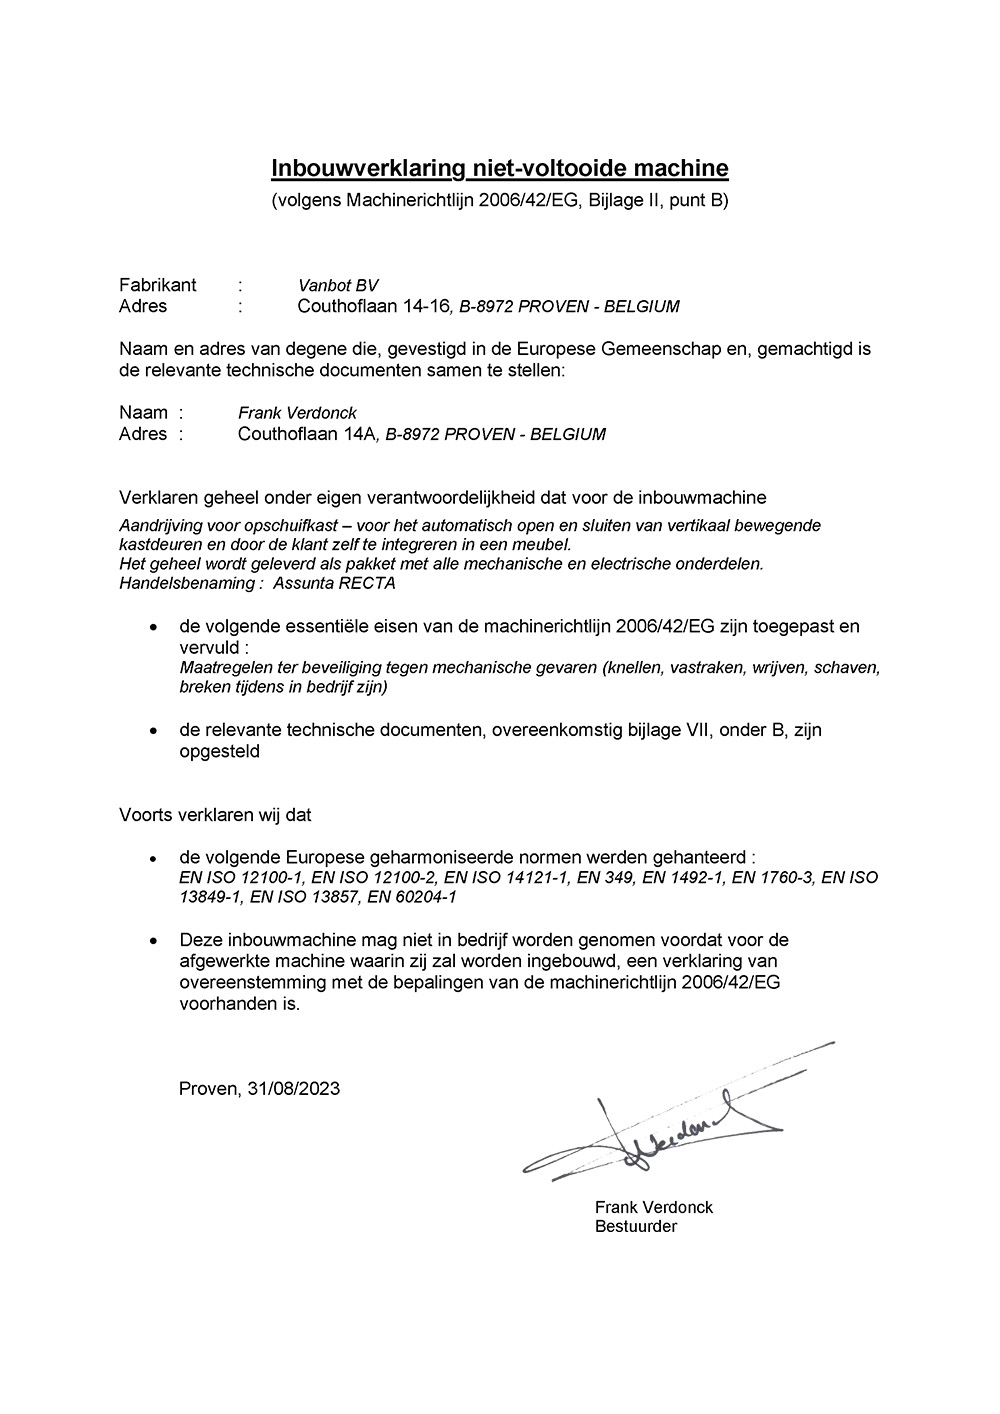 Inbouwverklaring niet-voltooide machine
(volgens Machinerichtlijn 2006/42/EG, Bijlage II, punt B)
Fabrikant : Vanbot BV
Adres : Couthoflaan 14-16, B-8972 PROVEN - BELGIUM
Naam en adres van degene die, gevestigd in de Europese Gemeenschap en, gemachtigd is
de relevante technische documenten samen te stellen:
Naam : Frank Verdonck
Adres : Couthoflaan 14A, B-8972 PROVEN - BELGIUM
Verklaren geheel onder eigen verantwoordelijkheid dat voor de inbouwmachine
Aandrijving voor opschuifkast – voor het automatisch open en sluiten van vertikaal bewegende
kastdeuren en door de klant zelf te integreren in een meubel.
Het geheel wordt geleverd als pakket met alle mechanische en electrische onderdelen.
Handelsbenaming : Assunta RECTA
• de volgende essentiële eisen van de machinerichtlijn 2006/42/EG zijn toegepast en
vervuld :
Maatregelen ter beveiliging tegen mechanische gevaren (knellen, vastraken, wrijven, schaven,
breken tijdens in bedrijf zijn)
• de relevante technische documenten, overeenkomstig bijlage VII, onder B, zijn
opgesteld
Voorts verklaren wij dat
• de volgende Europese geharmoniseerde normen werden gehanteerd :
EN ISO 12100-1, EN ISO 12100-2, EN ISO 14121-1, EN 349, EN 1492-1, EN 1760-3, EN ISO
13849-1, EN ISO 13857, EN 60204-1
• Deze inbouwmachine mag niet in bedrijf worden genomen voordat voor de
afgewerkte machine waarin zij zal worden ingebouwd, een verklaring van
overeenstemming met de bepalingen van de machinerichtlijn 2006/42/EG
voorhanden is.
Proven, 31/08/2023
Frank Verdonck
Bestuurder